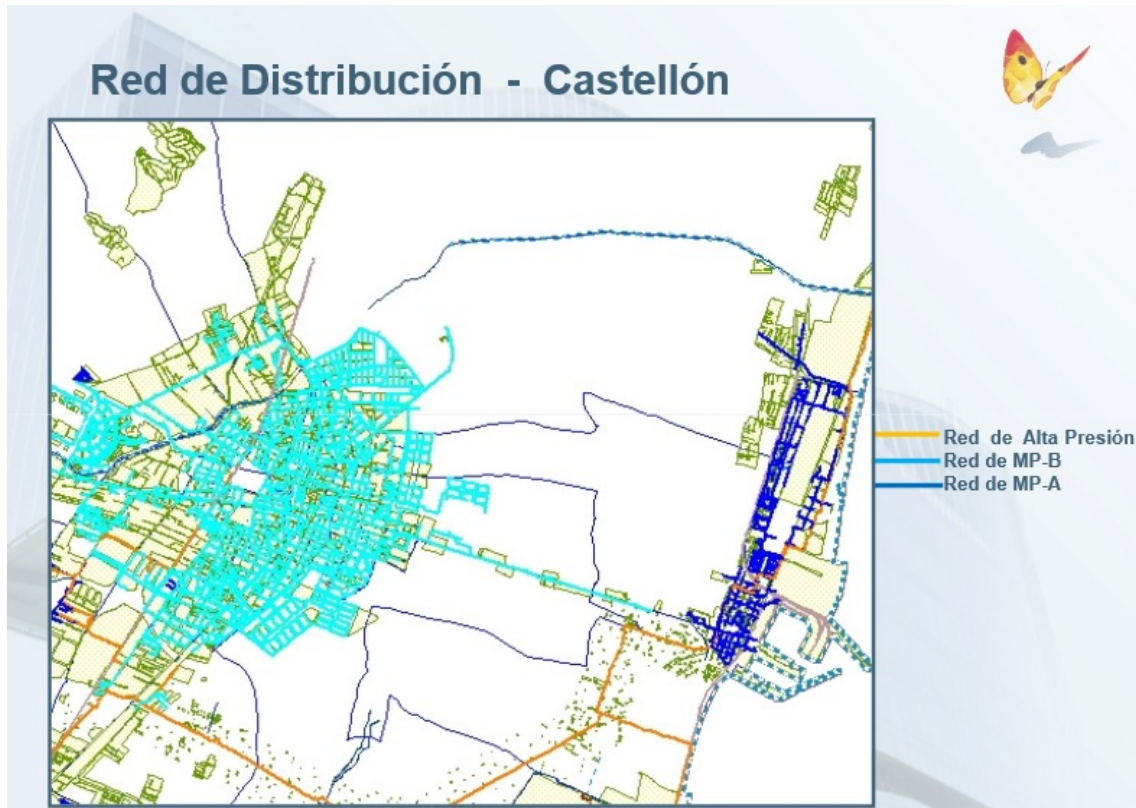 Red de Distribución - Castellón
Red de Alta Presión
Red de MP-B
Red de MP-A